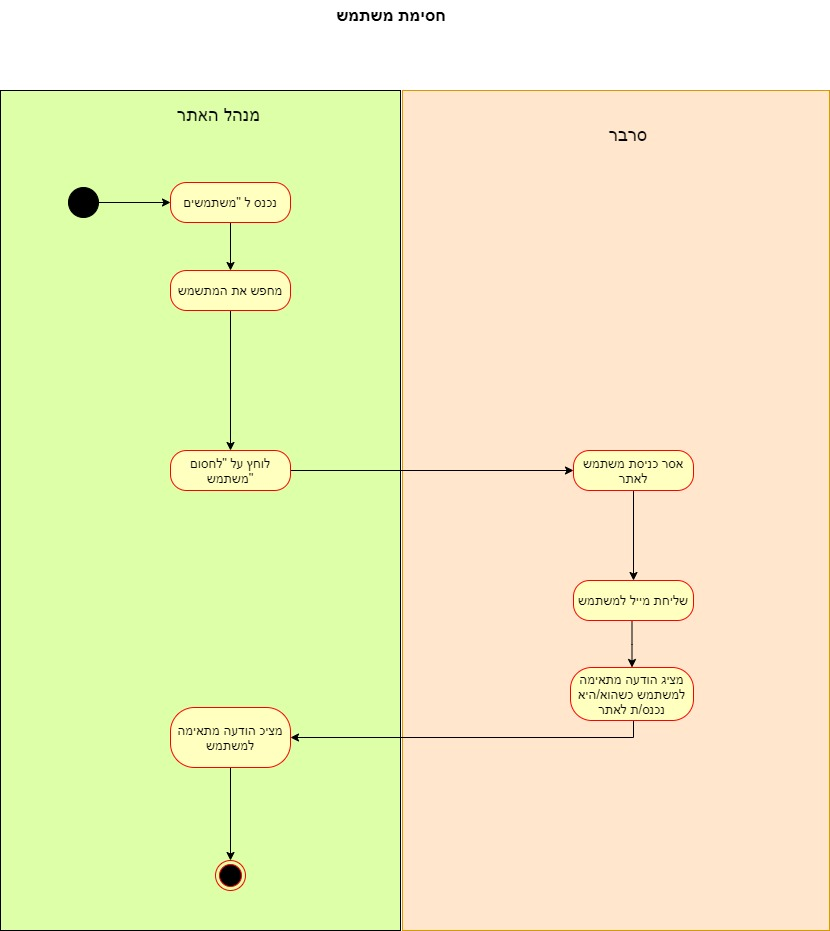 חסימת משתמש
מנהל האתר
סרבר
נכנס ל "משתמשים
מחפש את המתשמש
לוחץ על "לחסום
משתמש"
אסר כניסת משתמש
לאתר
שליחת מייל למשתמש
מציג הודעה מתאימה
למשתמש כשהוא/היא
נכנס/ת לאתר
מציכ הודעה מתאימה
למשתמש